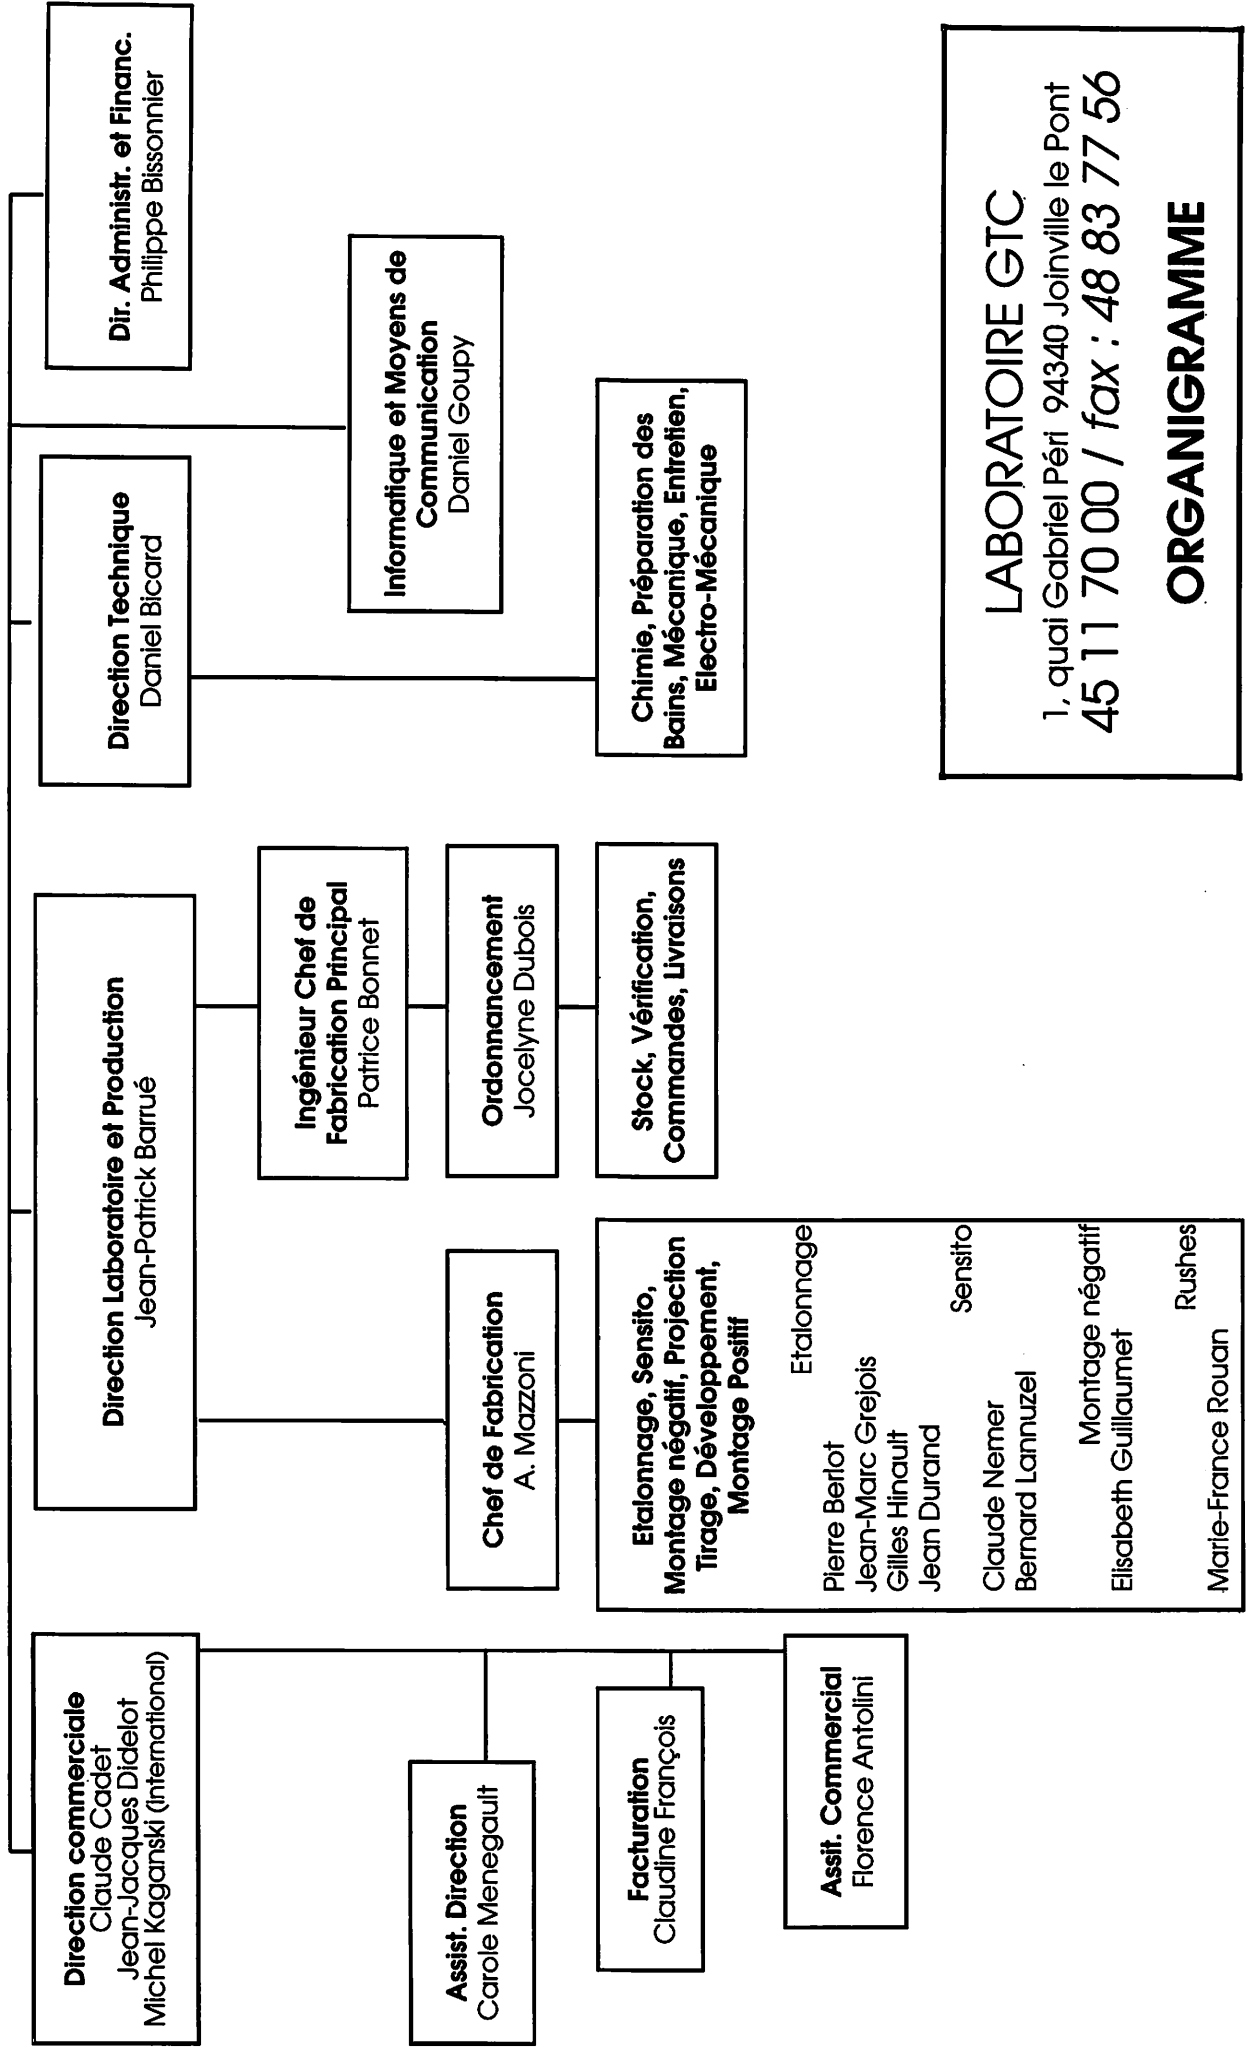 Direction commerciale
Claude Cadet
Jean-Jacques Didelot
Michel Kaganski (international)
Direction Laboratoire et Production
Jean-Patrick Barrué
Direction Technique
Daniel Bicard
Dir. Administr. et Financ.
Philippe Bissonnier
Ingénieur Chef de
Fabrication Principal
Patrice Bonnet
Informatique et Moyens de
Communication
Daniel Goupy
Assist. Direction
Carole Menegault
Chef de Fabrication
A. Mazzoni
Ordonnancement
Jocelyne Dubois
Facturation
Claudine François
Etalonnage, Sensito,
Montage négatif, Projection
Tirage, Développement,
Montage Positif
Etalonnage
Pierre Berlot
Jean-Marc Grejois
Gilles Hinault
Jean Durand
Sensito
Claude Nemer
Bernard Lannuzel
Montage négatif
Elisabeth Guillaumet
Rushes
Marie-France Rouan
Stock, Vérification,
Commandes, Livraisons
Chimie, Préparation des
Bains, Mécanique, Entretien,
Electro-Mécanique
Assit. Commercial
Florence Antolini
LABORATOIRE GTC
1, quai Gabriel Péri 94340 Joinville le Pont
45 11 70 00 / fax : 48 83 77 56
ORGANIGRAMME